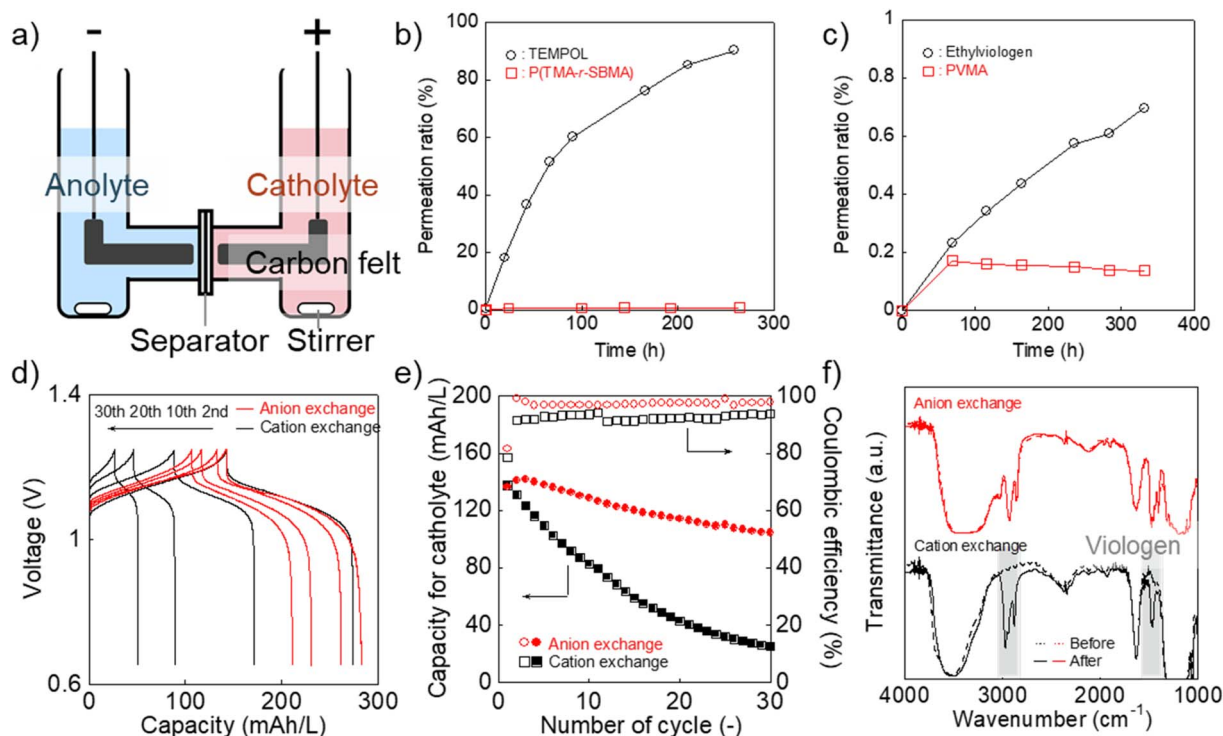 a)
-
+
Anolyte
Catholyte
Carbon felt
Separator
Stirrer
b)
100
80
60
40
20
0
Permeation ratio (%)
○ : TEMPOL
□ : P(TMA-r-SBMA)
0
100
200
300
Time (h)
c)
1
0.8
0.6
0.4
0.2
0
Permeation ratio (%)
○ : Ethylviologen
□ : PVMA
0
100
200
300
400
Time (h)
d)
1.4
1
0.6
Voltage (V)
30th 20th 10th 2nd
Anion exchange
Cation exchange
0
100
200
300
Capacity (mAh/L)
e)
200
160
120
80
40
0
Capacity for catholyte (mAh/L)
100
80
60
40
20
0
Coulombic efficiency (%)
Anion exchange
Cation exchange
0
10
20
30
Number of cycle (-)
f)
Transmittance (a.u.)
Anion exchange
Cation exchange
Viologen
Before
After
4000
3000
2000
1000
Wavenumber (cm⁻¹)